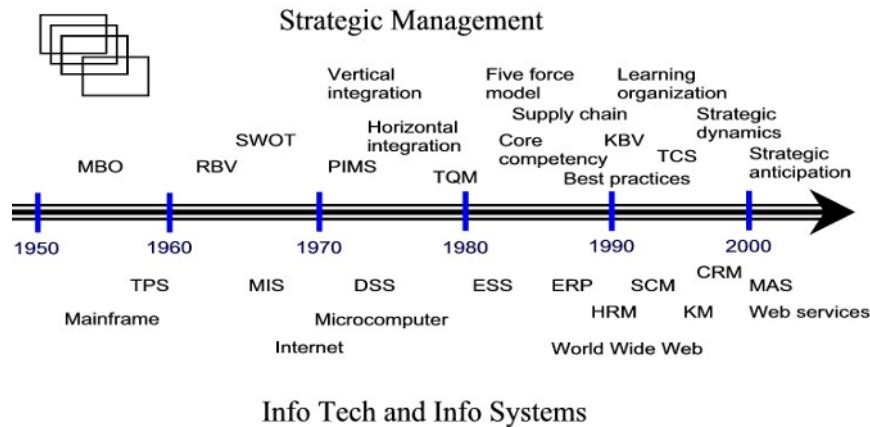 Strategic Management
Vertical
integration
Five force
model
Learning
organization
Supply chain
Strategic
dynamics
Horizontal
integration
SWOT
Core
competency
KBV
MBO
RBV
PIMS
TQM
TCS
Strategic
anticipation
Best practices
1950
1960
1970
1980
1990
2000
TPS
MIS
DSS
ESS
ERP
SCM
CRM
MAS
Mainframe
Microcomputer
HRM
KM
Web services
Internet
World Wide Web
Info Tech and Info Systems